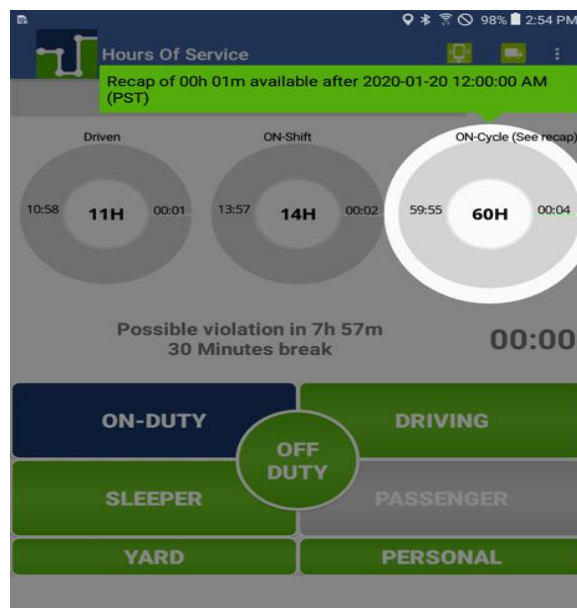 98% 2:54 PM
Hours Of Service
Recap of 00h 01m available after 2020-01-20 12:00:00 AM
(PST)
Driven
ON-Shift
ON-Cycle (See recap)
10:58 11H 00:01
13:57 14H 00:02
59:55 60H 00:04
Possible violation in 7h 57m
30 Minutes break
00:00
ON-DUTY
DRIVING
OFF
DUTY
SLEEPER
PASSENGER
YARD
PERSONAL